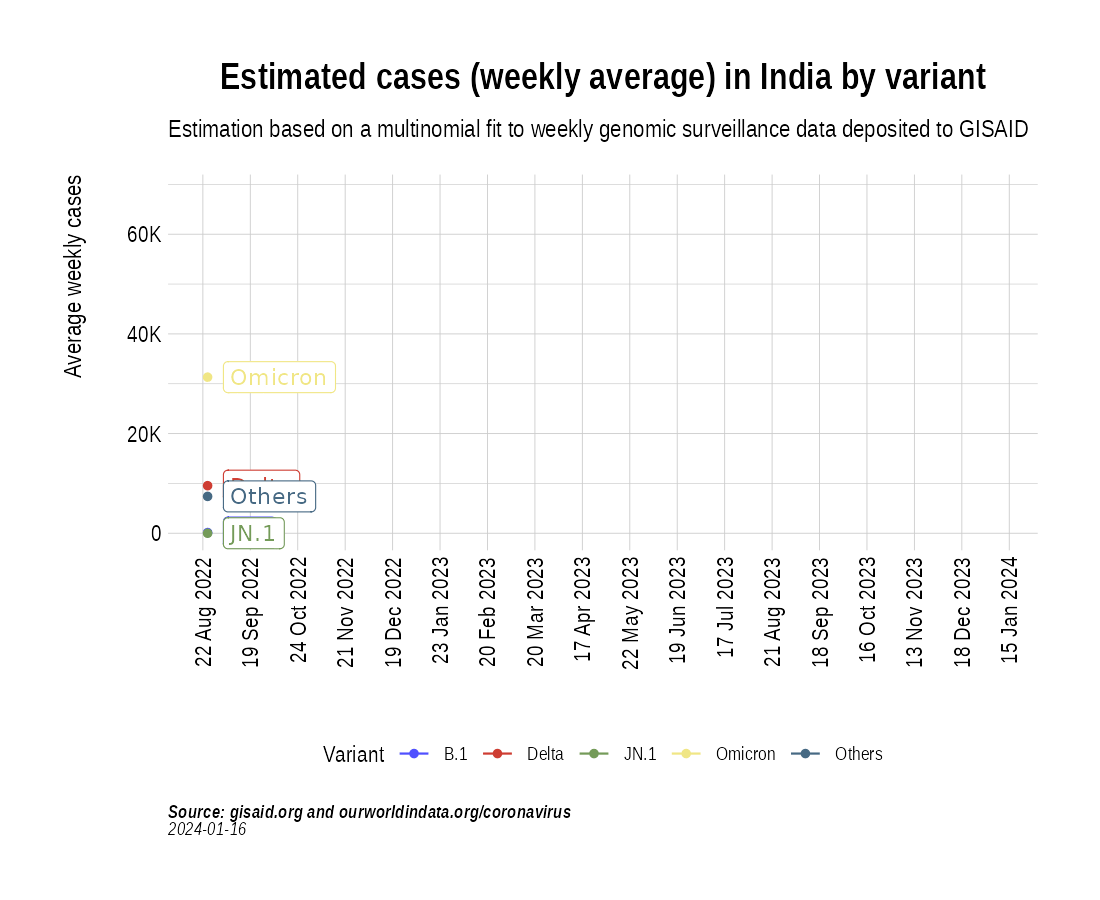 Estimated cases (weekly average) in India by variant
Estimation based on a multinomial fit to weekly genomic surveillance data deposited to GISAID
Average weekly cases
60K
40K
20K
0
Omicron
Delta
Others
JN.1
22 Aug 2022
19 Sep 2022
24 Oct 2022
21 Nov 2022
19 Dec 2022
23 Jan 2023
20 Feb 2023
20 Mar 2023
17 Apr 2023
22 May 2023
19 Jun 2023
17 Jul 2023
21 Aug 2023
18 Sep 2023
16 Oct 2023
13 Nov 2023
18 Dec 2023
15 Jan 2024
Variant B.1 Delta JN.1 Omicron Others
Source: gisaid.org and ourworldindata.org/coronavirus
2024-01-16